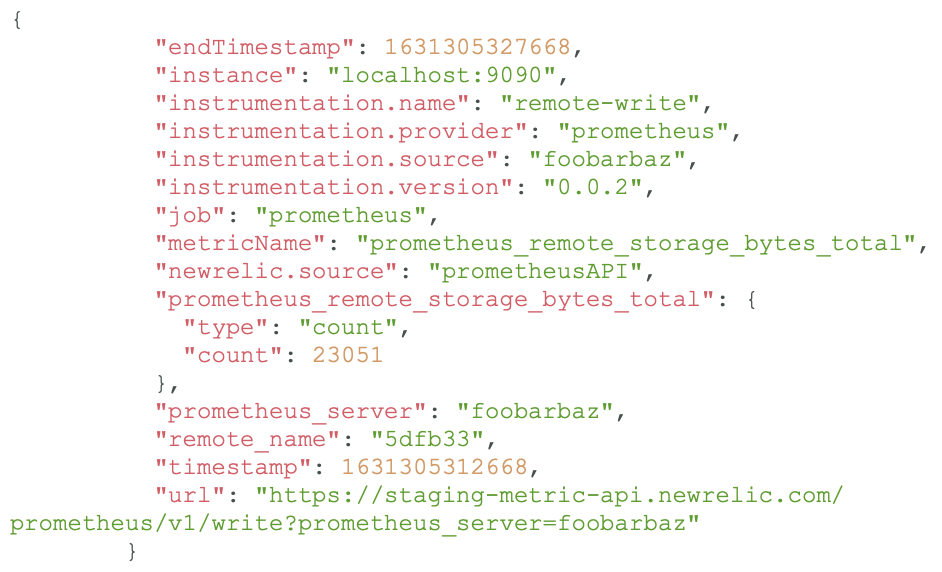 {
"endTimestamp": 1631305327668,
"instance": "localhost:9090",
"instrumentation.name": "remote-write",
"instrumentation.provider": "prometheus",
"instrumentation.source": "foobarbaz",
"instrumentation.version": "0.0.2",
"job": "prometheus",
"metricName": "prometheus_remote_storage_bytes_total",
"newrelic.source": "prometheusAPI",
"prometheus_remote_storage_bytes_total": {
"type": "count",
"count": 23051
},
"prometheus_server": "foobarbaz",
"remote_name": "5dfb33",
"timestamp": 1631305312668,
"url": "https://staging-metric-api.newrelic.com/
prometheus/v1/write?prometheus_server=foobarbaz"
}